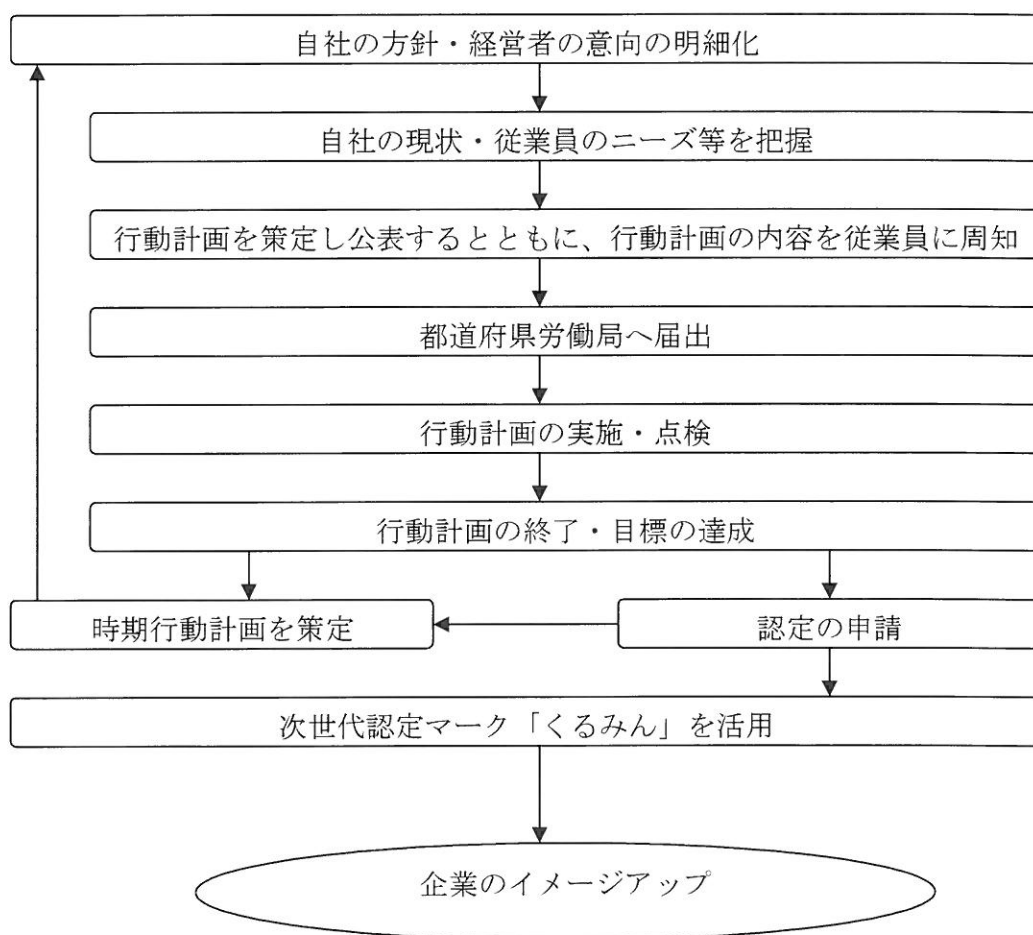 自社の方針・経営者の意向の明細化
自社の現状・従業員のニーズ等を把握
行動計画を策定し公表するとともに、行動計画の内容を従業員に周知
都道府県労働局へ届出
行動計画の実施・点検
行動計画の終了・目標の達成
時期行動計画を策定
認定の申請
次世代認定マーク「くるみん」を活用
企業のイメージアップ